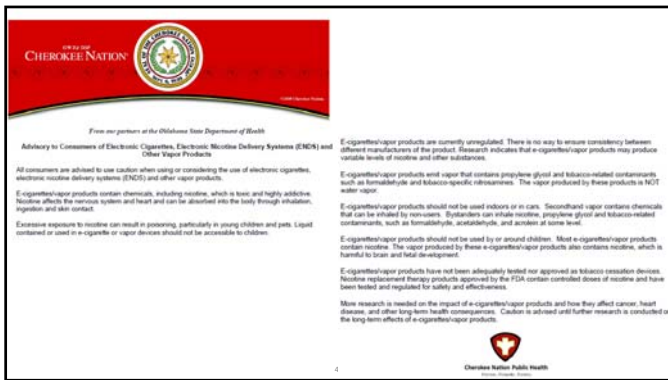 CHEROKEE NATION
From our partners at the Oklahoma State Department of Health
Advisory to Consumers of Electronic Cigarettes, Electronic Nicotine Delivery Systems (ENDS) and
Other Vapor Products
All consumers are advised to use caution when using or considering the use of electronic cigarettes,
electronic nicotine delivery systems (ENDS) and other vapor products.
E-cigarettes/vapor products contain chemicals, including nicotine, which is toxic and highly addictive.
Nicotine affects the nervous system and heart and can be absorbed into the body through inhalation,
ingestion and skin contact.
Excessive exposure to nicotine can result in poisoning, particularly in young children and pets. Liquid
contained or used in e-cigarette or vapor devices should not be accessible to children.
E-cigarettes/vapor products are currently unregulated. There is no way to ensure consistency between
different manufacturers of the product. Research indicates that e-cigarettes/vapor products may produce
variable levels of nicotine and other substances.
E-cigarettes/vapor products emit vapor that contains propylene glycol and tobacco-related contaminants
such as formaldehyde and tobacco-specific nitrosamines. The vapor produced by these products is NOT
water vapor.
E-cigarettes/vapor products should not be used indoors or in cars. Secondhand vapor contains chemicals
that can be inhaled by non-users. Bystanders can inhale nicotine, propylene glycol and tobacco-related
contaminants, such as formaldehyde, acetaldehyde, and acrolein at some level.
E-cigarettes/vapor products should not be used by or around children. Most e-cigarettes/vapor products
contain nicotine. The vapor produced by these e-cigarettes/vapor products also contains nicotine, which is
harmful to brain and fetal development.
E-cigarettes/vapor products have not been adequately tested nor approved as tobacco cessation devices.
Nicotine replacement therapy products approved by the FDA contain controlled doses of nicotine and have
been tested and regulated for safety and effectiveness.
More research is needed on the impact of e-cigarettes/vapor products and how they affect cancer, heart
disease, and other long-term health consequences. Caution is advised until further research is conducted on
the long-term effects of e-cigarettes/vapor products.
Cherokee Nation Public Health
4